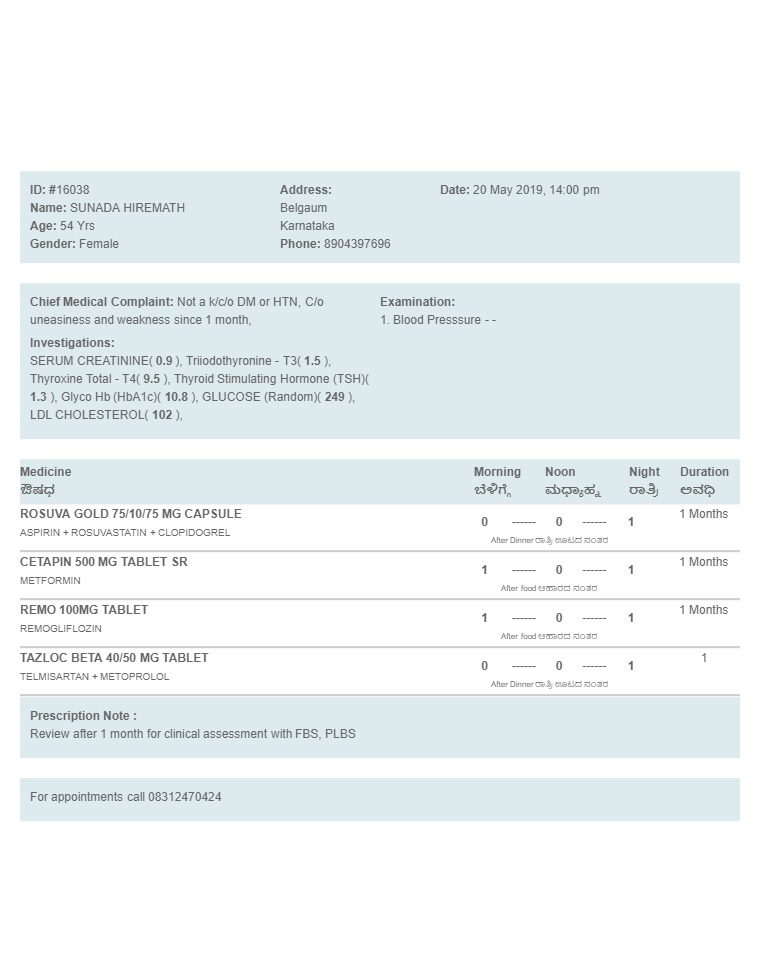 ID: #16038
Name: SUNADA HIREMATH
Age: 54 Yrs
Gender: Female
Address:
Belgaum
Karnataka
Phone: 8904397696
Date: 20 May 2019, 14:00 pm
Chief Medical Complaint: Not a k/c/o DM or HTN, C/o
uneasiness and weakness since 1 month,
Investigations:
SERUM CREATININE( 0.9 ), Triiodothyronine - T3( 1.5 ),
Thyroxine Total - T4( 9.5 ), Thyroid Stimulating Hormone (TSH)(
1.3 ), Glyco Hb (HbA1c)( 10.8 ), GLUCOSE (Random)( 249 ),
LDL CHOLESTEROL( 102 ),
Examination:
1. Blood Presssure - -
Medicine Morning Noon Night Duration
ಔಷಧ ಬೆಳಿಗ್ಗೆ ಮಧ್ಯಾಹ್ನ ರಾತ್ರಿ ಅವಧಿ
ROSUVA GOLD 75/10/75 MG CAPSULE 1 Months
0 ------ 0 ------ 1
ASPIRIN + ROSUVASTATIN + CLOPIDOGREL
After Dinner ರಾತ್ರಿ ಊಟದ ನಂತರ
CETAPIN 500 MG TABLET SR 1 Months
1 ------ 0 ------ 1
METFORMIN
After food ಆಹಾರದ ನಂತರ
REMO 100MG TABLET 1 Months
1 ------ 0 ------ 1
REMOGLIFLOZIN
After food ಆಹಾರದ ನಂತರ
TAZLOC BETA 40/50 MG TABLET 1
0 ------ 0 ------ 1
TELMISARTAN + METOPROLOL
After Dinner ರಾತ್ರಿ ಊಟದ ನಂತರ
Prescription Note :
Review after 1 month for clinical assessment with FBS, PLBS
For appointments call 08312470424